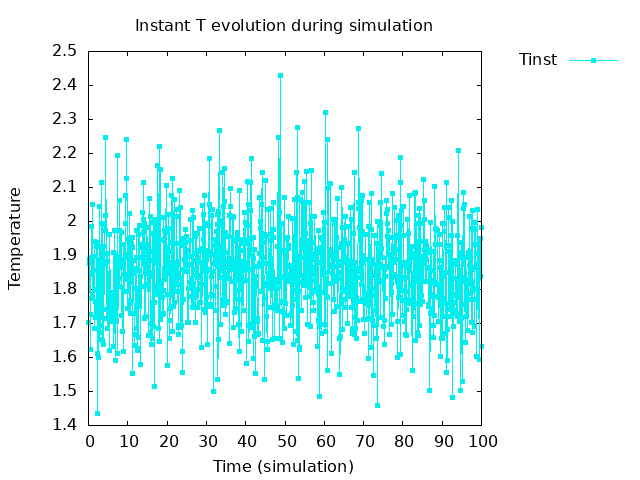 Instant T evolution during simulation
Tinst
2.5
2.4
2.3
2.2
2.1
2
1.9
1.8
1.7
1.6
1.5
1.4
Temperature
0 10 20 30 40 50 60 70 80 90 100
Time (simulation)